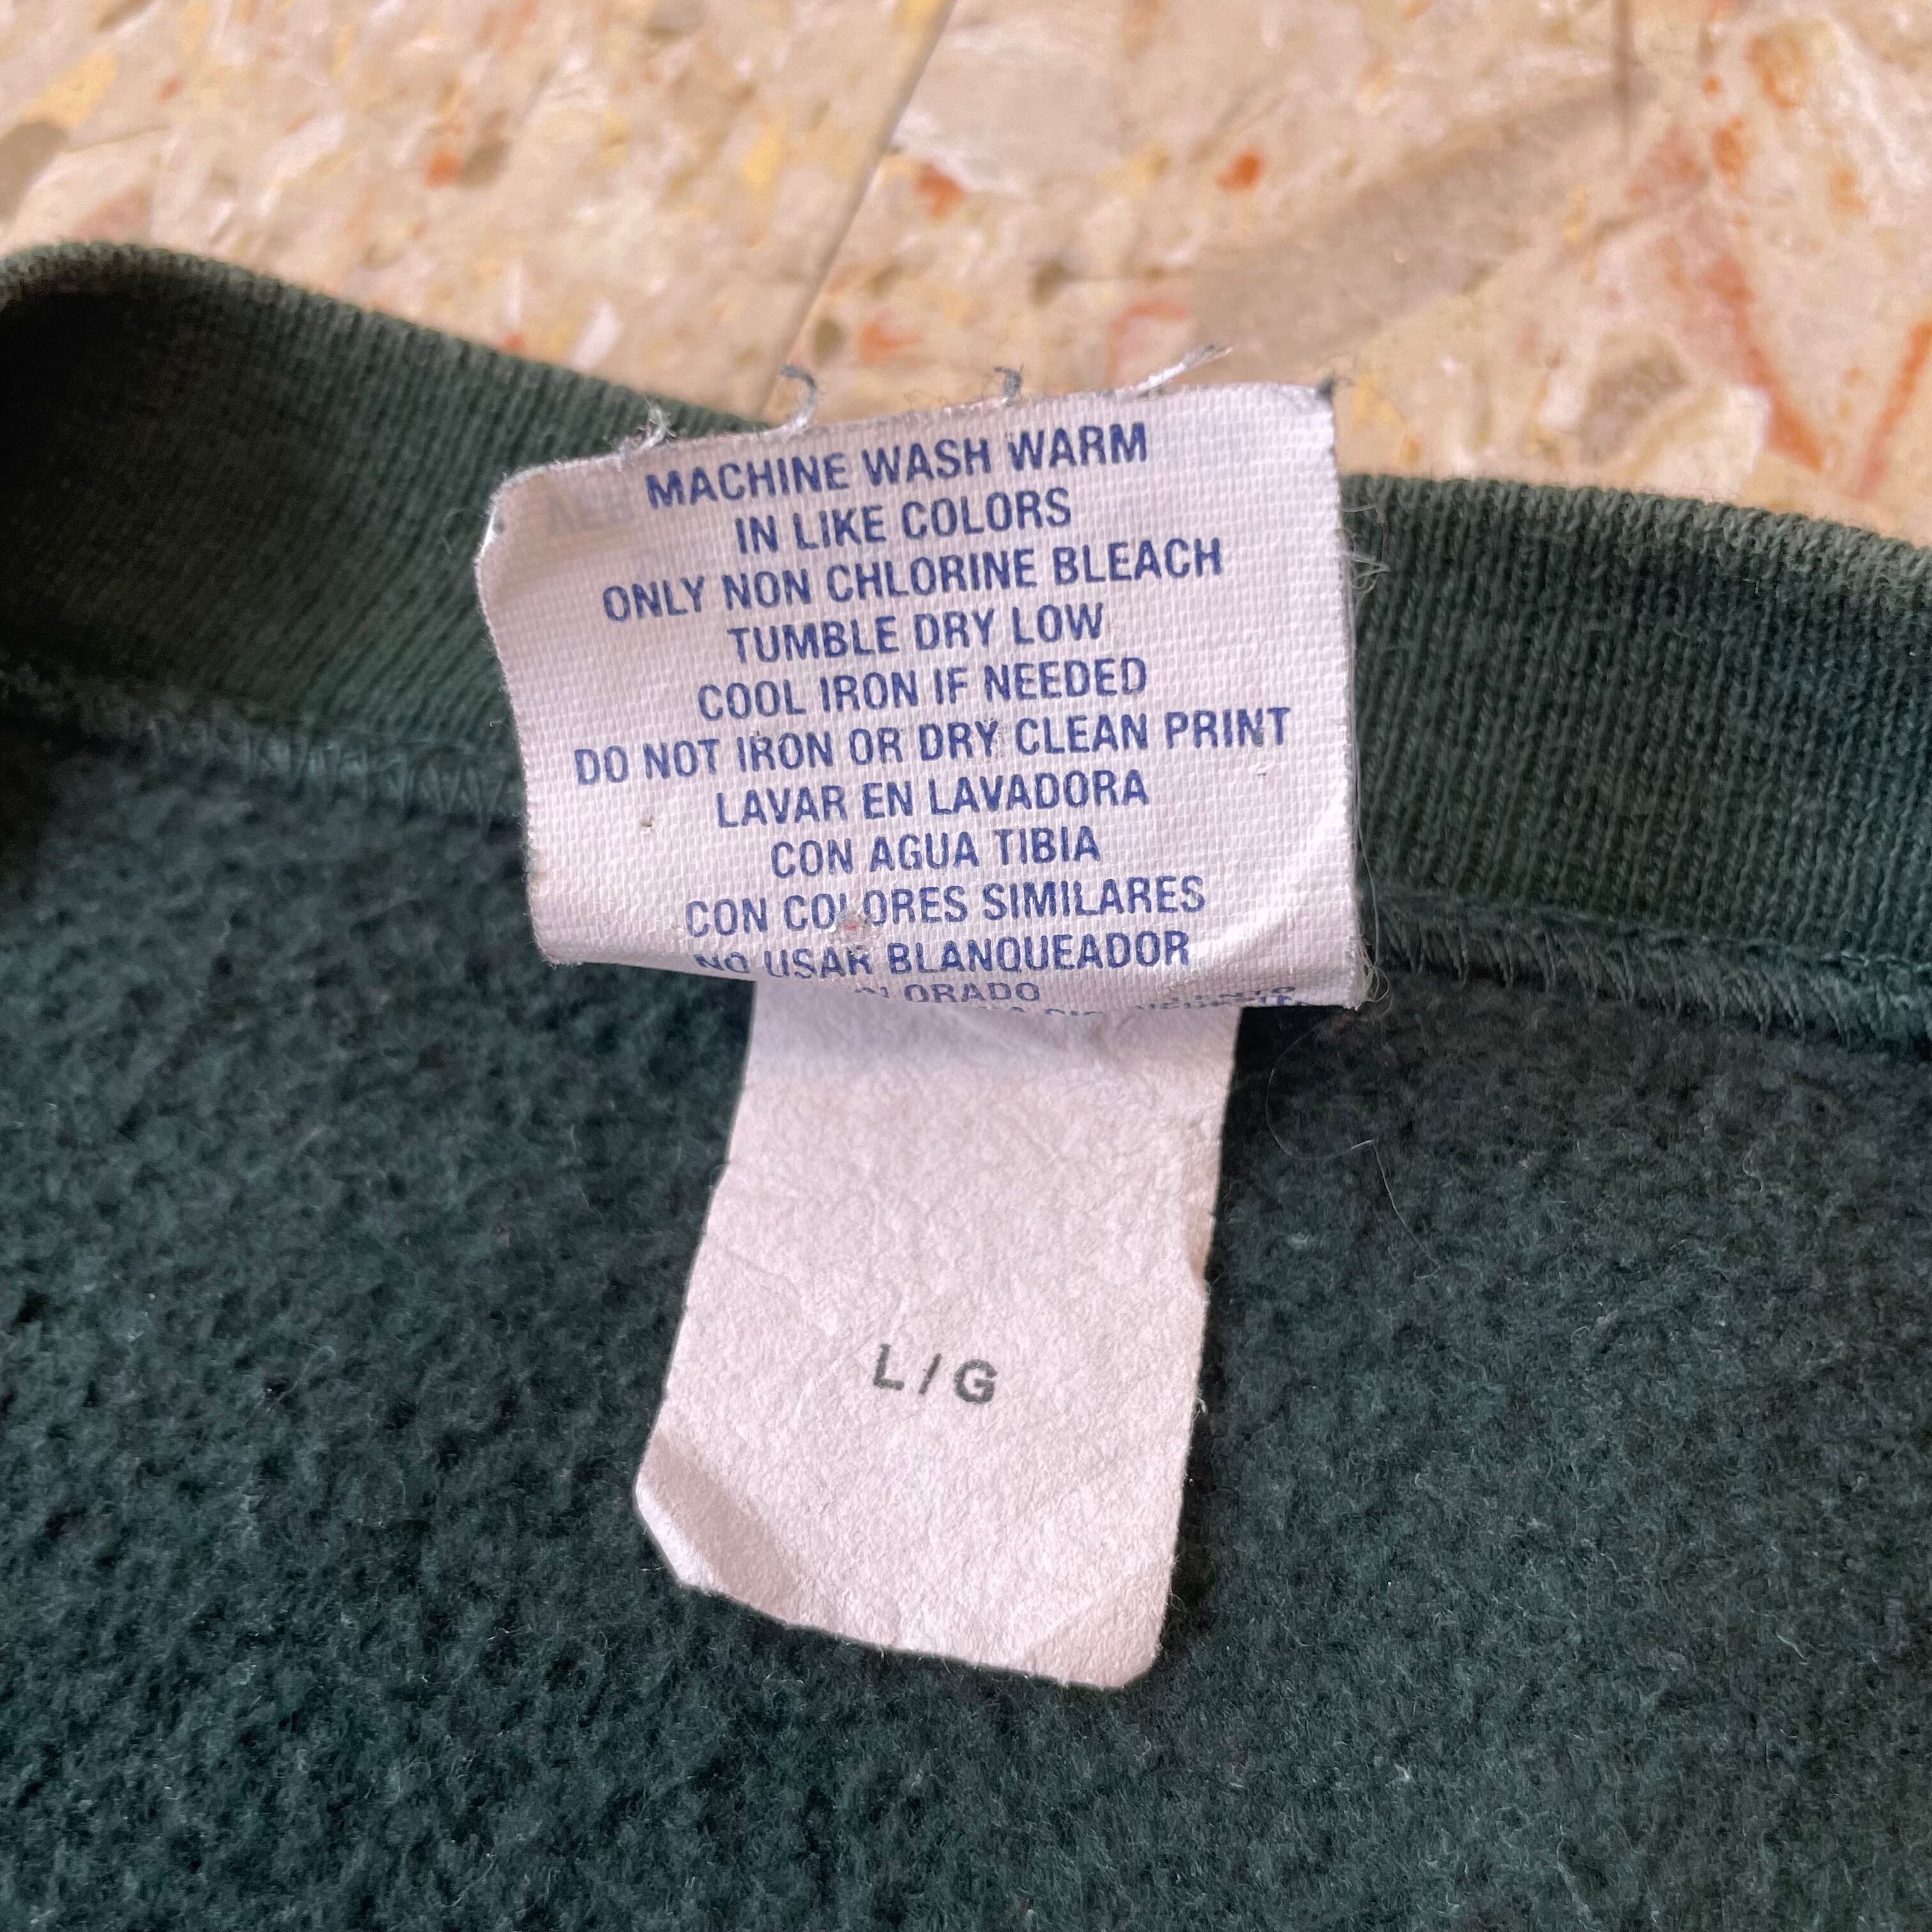 MACHINE WASH WARM
IN LIKE COLORS
ONLY NON CHLORINE BLEACH
TUMBLE DRY LOW
COOL IRON IF NEEDED
DO NOT IRON OR DRY CLEAN PRINT
LAVAR EN LAVADORA
CON AGUA TIBIA
CON COLORES SIMILARES
NO USAR BLANQUEADOR
L/G